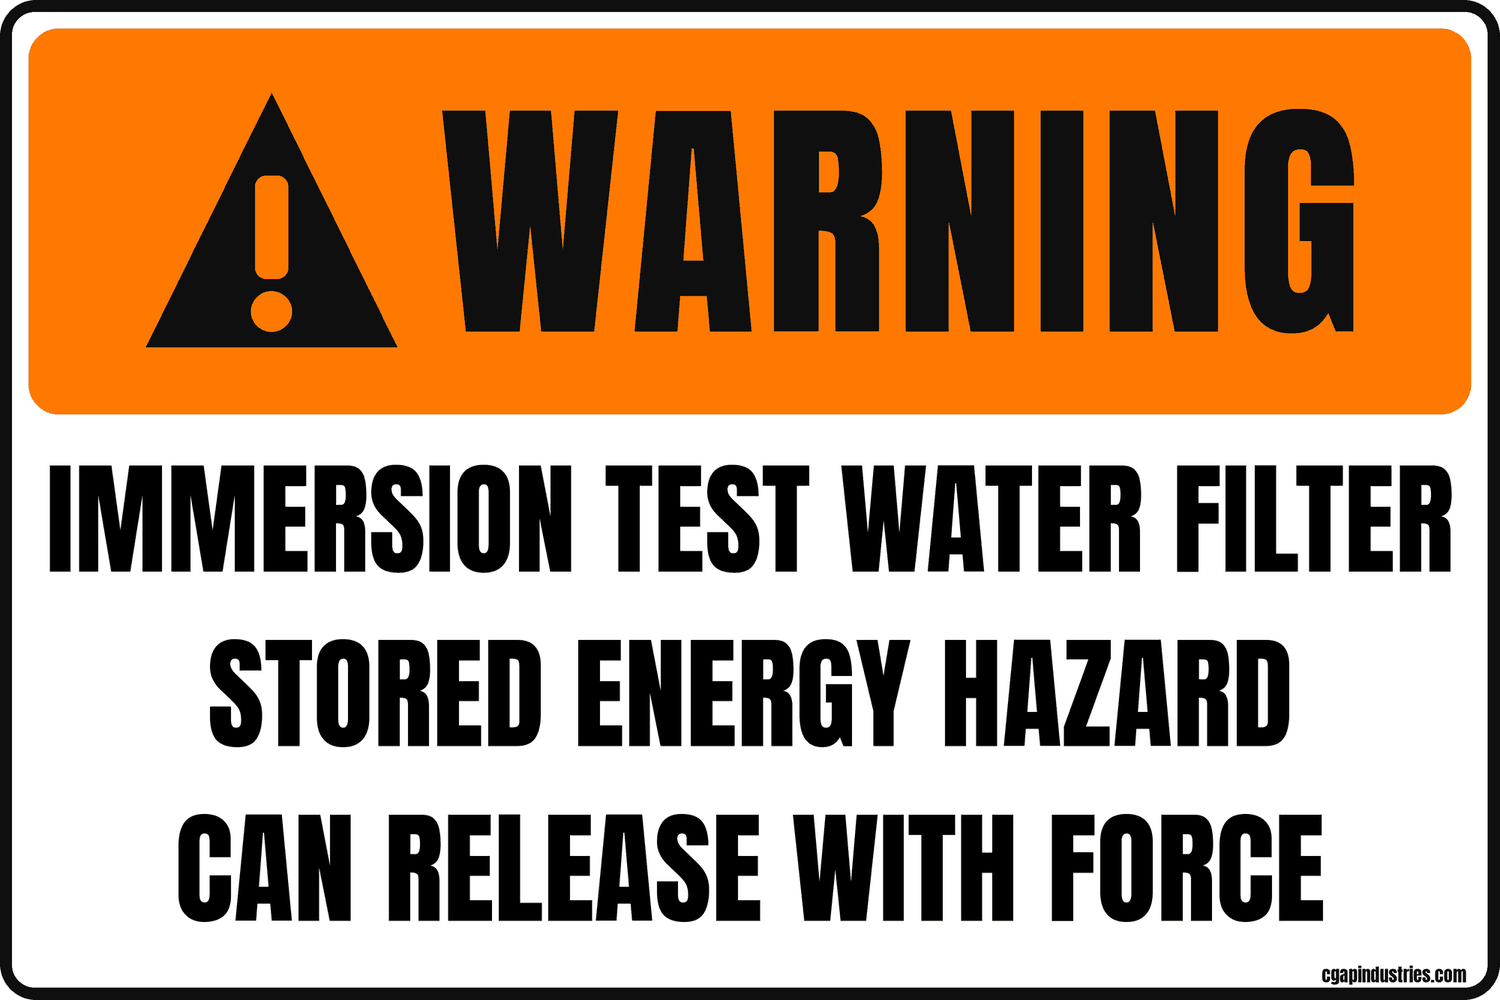 WARNING
IMMERSION TEST WATER FILTER
STORED ENERGY HAZARD
CAN RELEASE WITH FORCE
cgapindustries.com